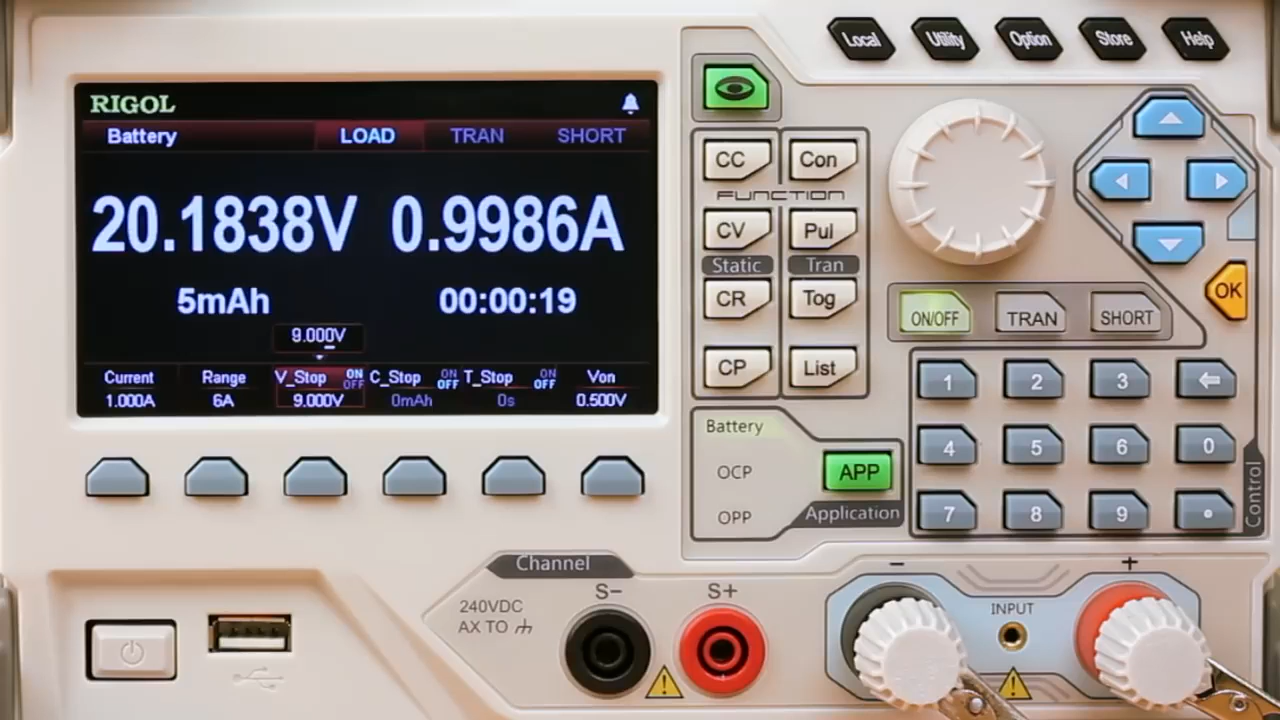 Local Utility Option Store Help
RIGOL
Battery LOAD TRAN SHORT
20.1838V 0.9986A
5mAh 00:00:19
9.000V
Current Range V_Stop ON OFF C_Stop ON OFF T_Stop ON OFF Von
1.000A 6A 9.000V 0mAh 0s 0.500V
CC Con
FUNCTION
CV Pul
Static Tran
CR Tog
CP List
OK
ON/OFF TRAN SHORT
1 2 3
4 5 6 0
7 8 9
Control
Battery
OCP APP
OPP Application
Channel
240VDC
AX TO
S- S+
- +
INPUT